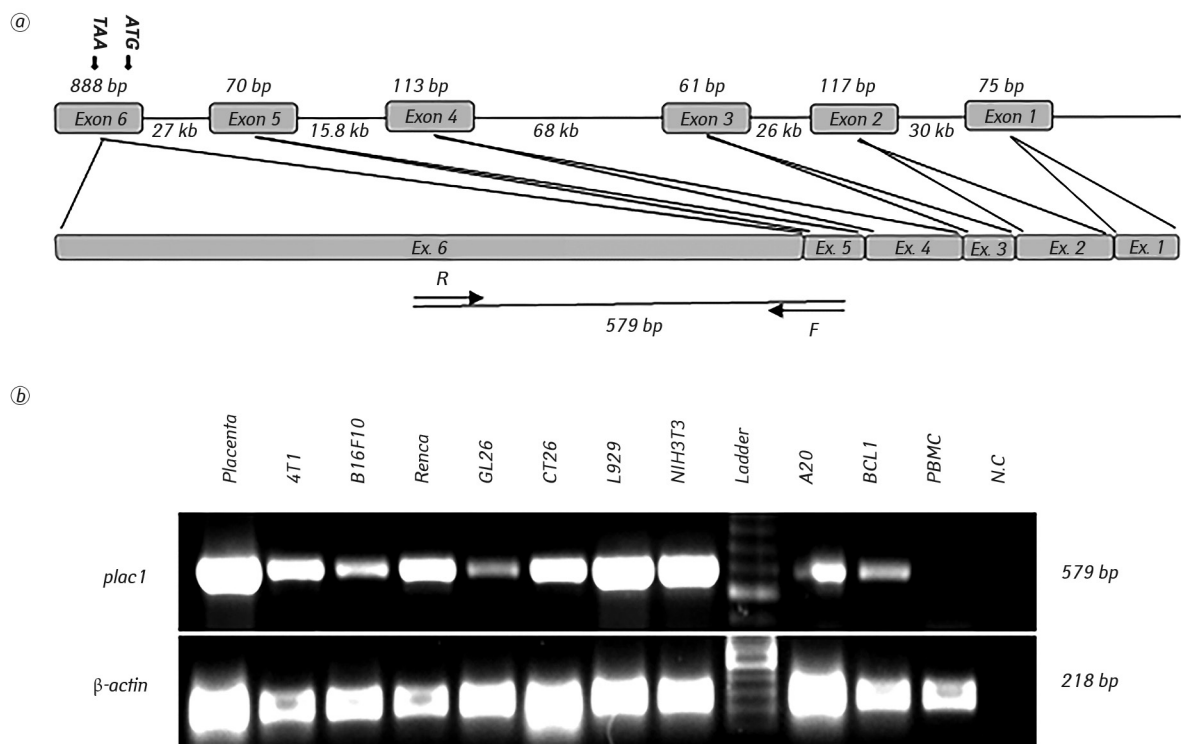 ⓐ
TAA ATG
888 bp 70 bp 113 bp 61 bp 117 bp 75 bp
Exon 6 Exon 5 Exon 4 Exon 3 Exon 2 Exon 1
27 kb 15.8 kb 68 kb 26 kb 30 kb
Ex. 6 Ex. 5 Ex. 4 Ex. 3 Ex. 2 Ex. 1
R
579 bp
F
ⓑ
Placenta 4T1 B16F10 Renca GL26 CT26 L929 NIH3T3 Ladder A20 BCL1 PBMC N.C
plac1 579 bp
β-actin 218 bp